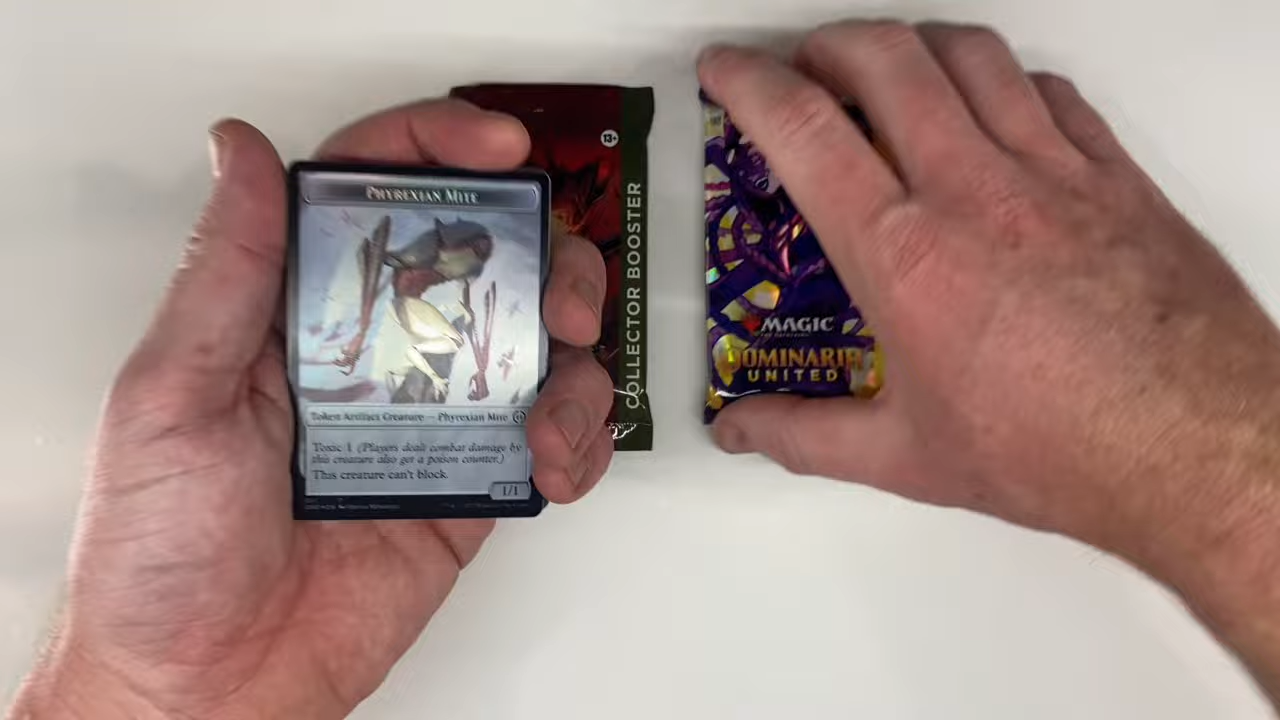 PHYREXIAN MITE
Token Artifact Creature — Phyrexian Mite
Toxic 1 (Players dealt combat damage by
this creature also get a poison counter.)
This creature can't block.
1/1
13+
COLLECTOR BOOSTER
MAGIC
DOMINARIA
UNITED